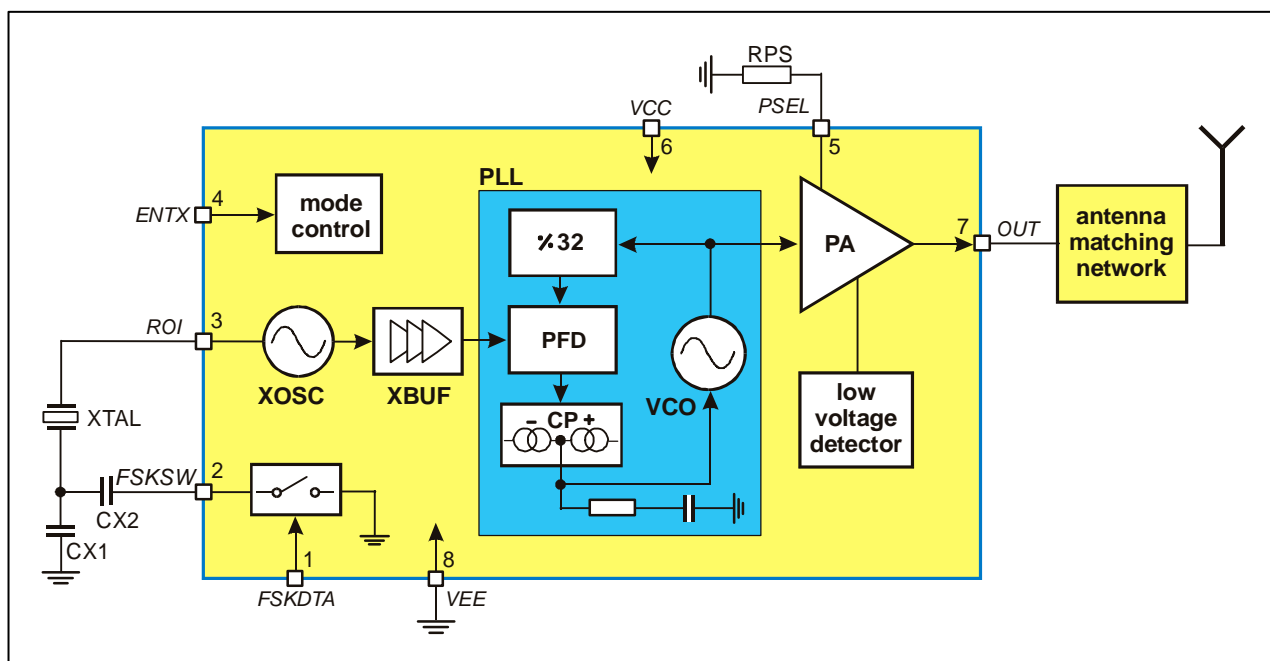 RPS
VCC
PSEL
6
5
PLL
ENTX
4
mode
control
٪32
PA
7
OUT
antenna
matching
network
ROI
3
XOSC
XBUF
PFD
VCO
low
voltage
detector
XTAL
- CP +
FSKSW
2
CX2
CX1
1
8
FSKDTA
VEE